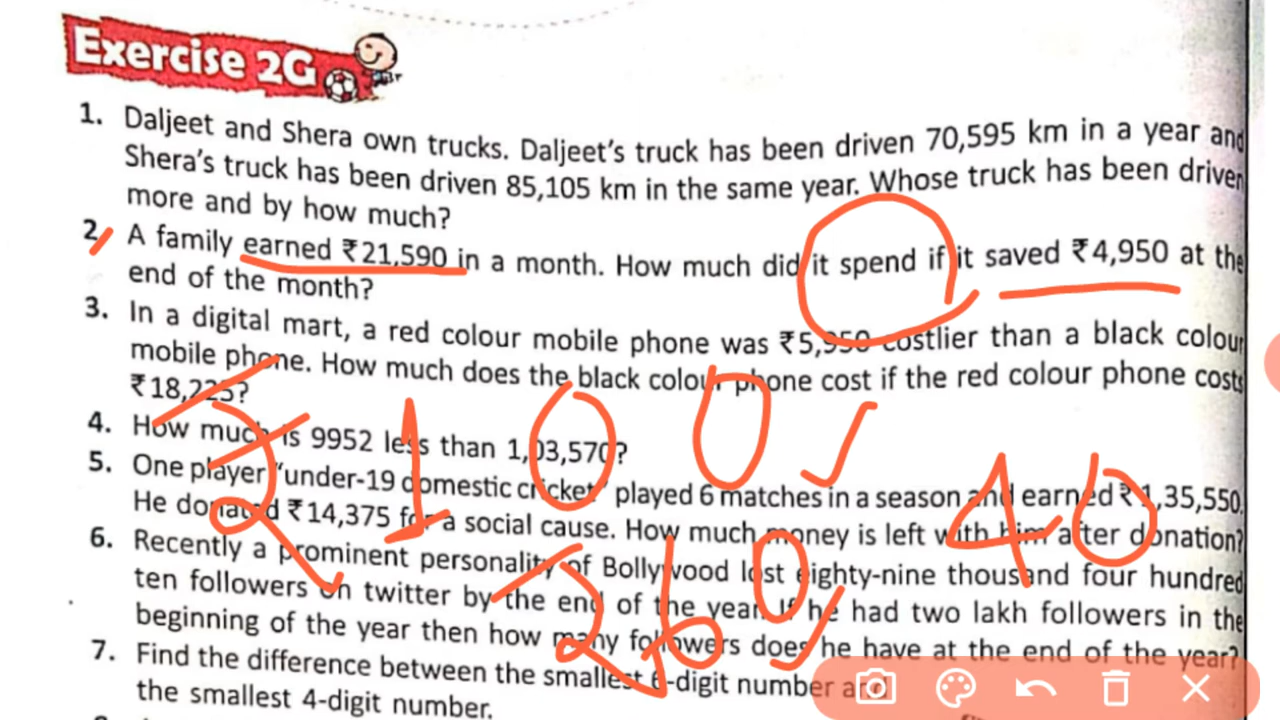 Exercise 2G
1. Daljeet and Shera own trucks. Daljeet's truck has been driven 70,595 km in a year and
Shera's truck has been driven 85,105 km in the same year. Whose truck has been driven
more and by how much?
2. A family earned ₹21,590 in a month. How much did it spend if it saved ₹4,950 at the
end of the month?
3. In a digital mart, a red colour mobile phone was ₹5,950 costlier than a black colour
mobile phone. How much does the black colour phone cost if the red colour phone costs
₹18,225?
4. How much is 9952 less than 1,03,570?
5. One player "under-19 domestic cricket" played 6 matches in a season and earned ₹1,35,550.
He donated ₹14,375 for a social cause. How much money is left with him after donation?
6. Recently a prominent personality of Bollywood lost eighty-nine thousand four hundred
ten followers on twitter by the end of the year. If he had two lakh followers in the
beginning of the year then how many followers does he have at the end of the year?
7. Find the difference between the smallest 6-digit number and
the smallest 4-digit number.
₹ 100,
40
₹ 260,